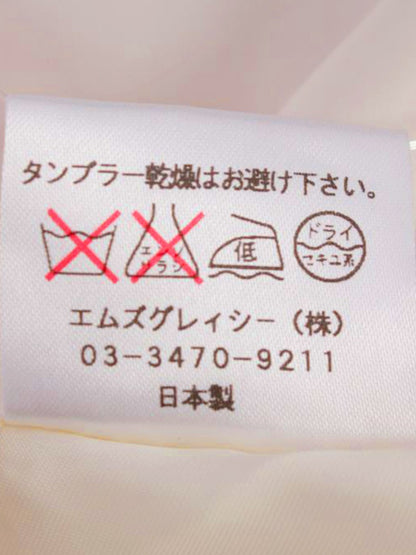 タンブラー乾燥はお避け下さい。
エンソ サラシ 低 ドライ セキユ系
エムズグレイシー(株)
03-3470-9211
日本製